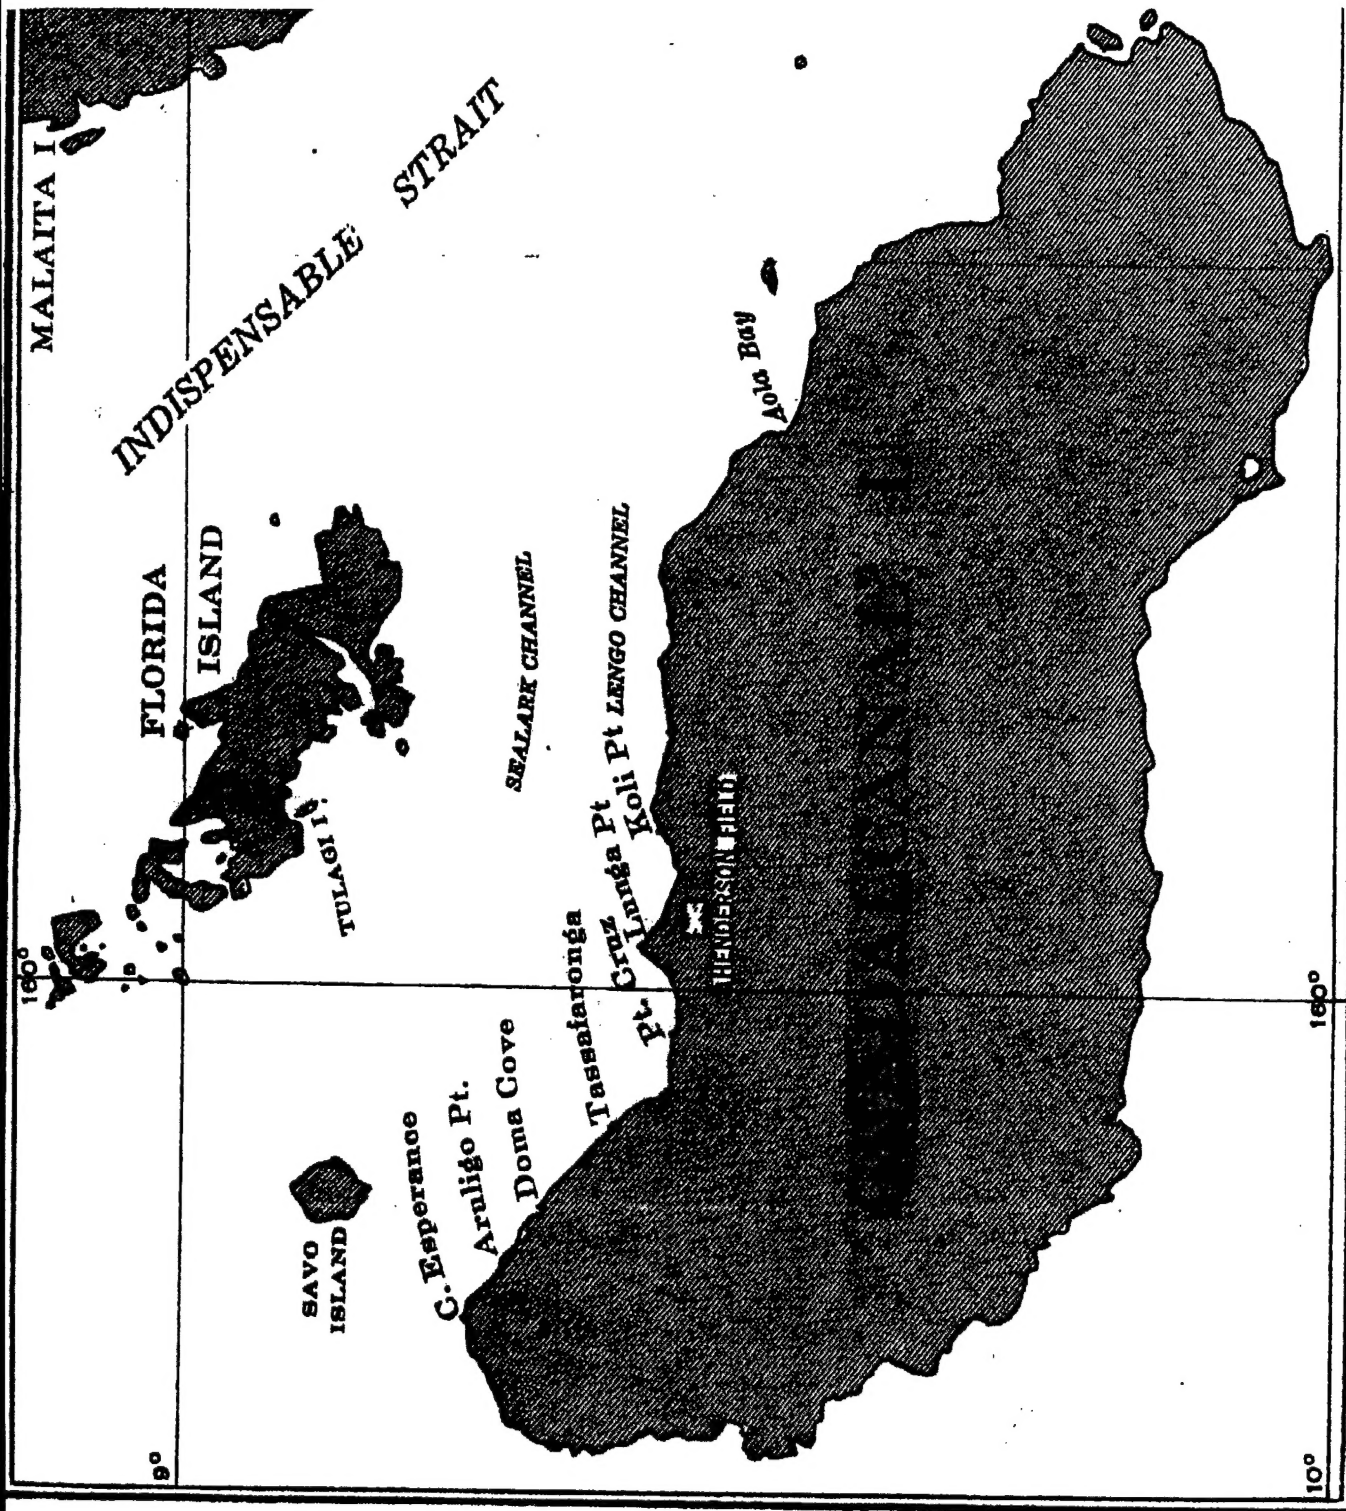 MALAITA I
INDISPENSABLE STRAIT
FLORIDA
ISLAND
TULAGI I.
SEALARK CHANNEL
LENGO CHANNEL
Koli Pt
Lunga Pt
Pt. Cruz
Tassafaronga
Doma Cove
Aruligo Pt.
C. Esperance
SAVO
ISLAND
Aola Bay
HENDERSON FIELD
GUADALCANAL I.
160°
160°
9°
10°